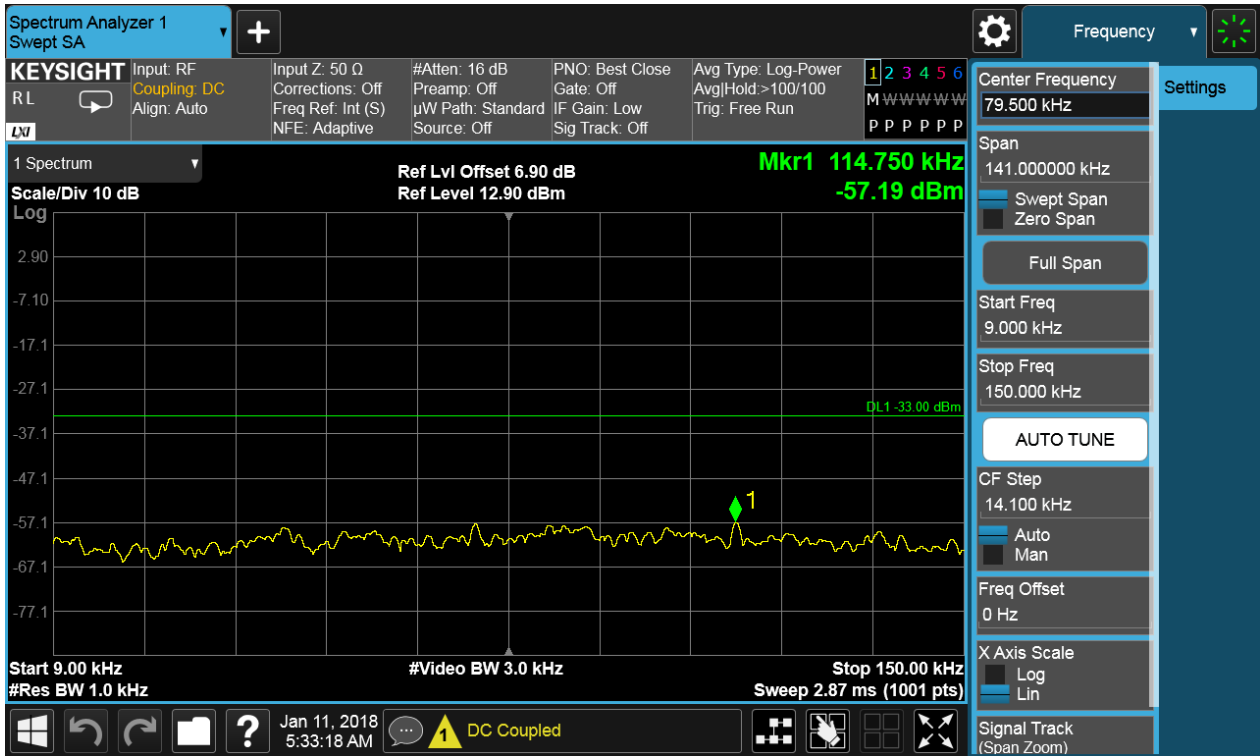 Spectrum Analyzer 1
Swept SA
+
Frequency
KEYSIGHT
RL
LXI
Input: RF
Coupling: DC
Align: Auto
Input Z: 50 Ω
Corrections: Off
Freq Ref: Int (S)
NFE: Adaptive
#Atten: 16 dB
Preamp: Off
µW Path: Standard
Source: Off
PNO: Best Close
Gate: Off
IF Gain: Low
Sig Track: Off
Avg Type: Log-Power
Avg|Hold:>100/100
Trig: Free Run
1 2 3 4 5 6
M W W W W W
P P P P P P
1 Spectrum
Scale/Div 10 dB
Log
Ref Lvl Offset 6.90 dB
Ref Level 12.90 dBm
Mkr1 114.750 kHz
-57.19 dBm
2.90
-7.10
-17.1
-27.1
-37.1
-47.1
-57.1
-67.1
-77.1
DL1 -33.00 dBm
1
Start 9.00 kHz
#Res BW 1.0 kHz
#Video BW 3.0 kHz
Stop 150.00 kHz
Sweep 2.87 ms (1001 pts)
Center Frequency
79.500 kHz
Span
141.000000 kHz
Swept Span
Zero Span
Full Span
Start Freq
9.000 kHz
Stop Freq
150.000 kHz
AUTO TUNE
CF Step
14.100 kHz
Auto
Man
Freq Offset
0 Hz
X Axis Scale
Log
Lin
Signal Track
(Span Zoom)
Settings
?
Jan 11, 2018
5:33:18 AM
1
DC Coupled